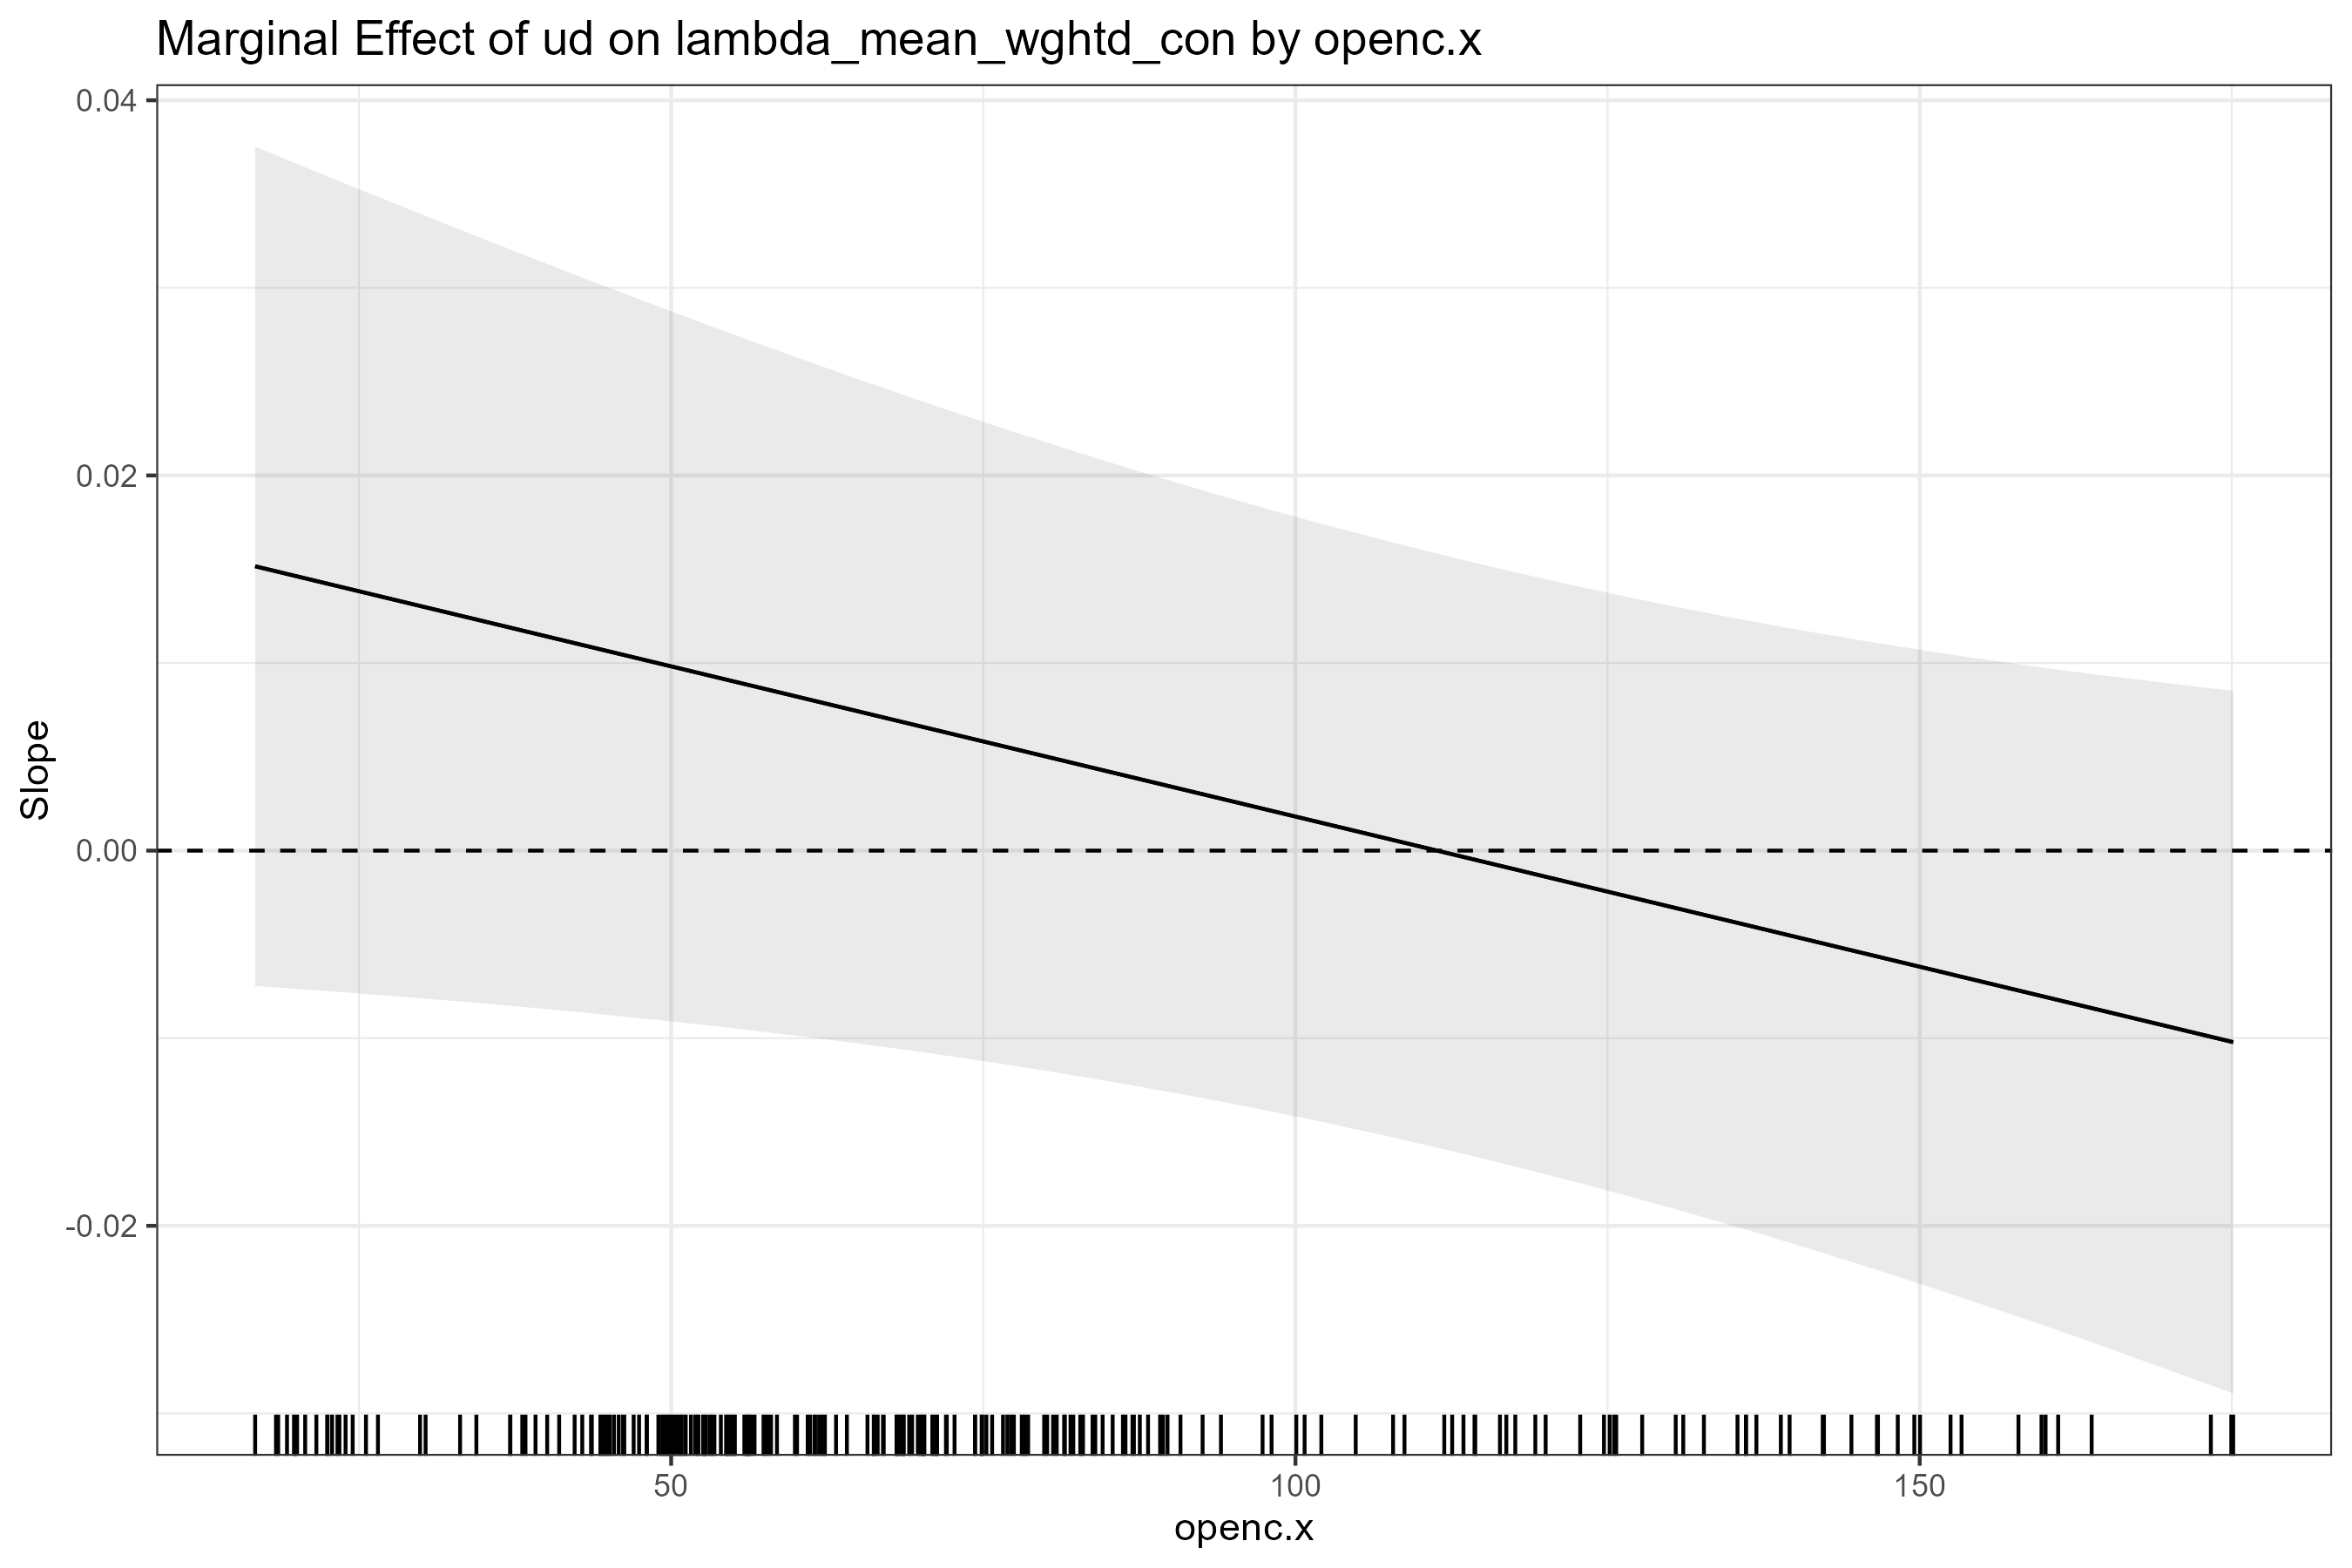 Marginal Effect of ud on lambda_mean_wghtd_con by openc.x
0.04
0.02
0.00
-0.02
Slope
50 100 150
openc.x